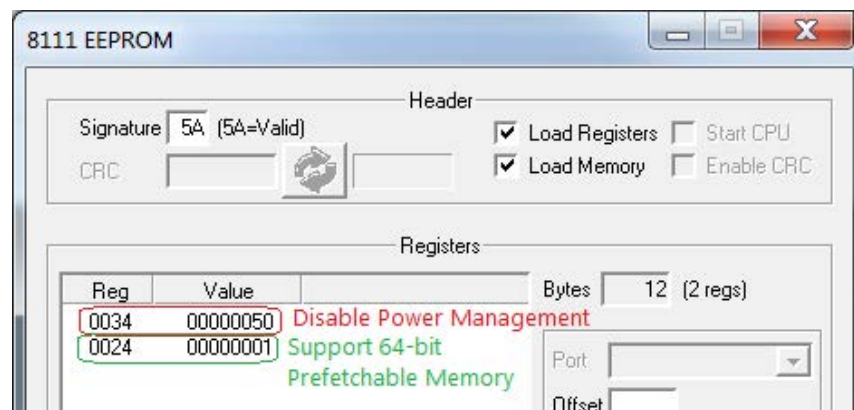 8111 EEPROM
Header
Signature 5A (5A=Valid)
Load Registers Start CPU
CRC
Load Memory Enable CRC
Registers
Reg Value
Bytes 12 (2 regs)
0034 00000050 Disable Power Management
0024 00000001 Support 64-bit
Prefetchable Memory
Port
Offset